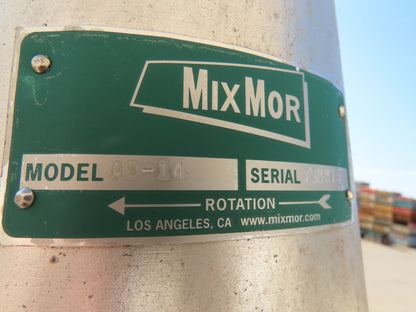 MIXMOR
MODEL
SERIAL
ROTATION
LOS ANGELES, CA www.mixmor.com